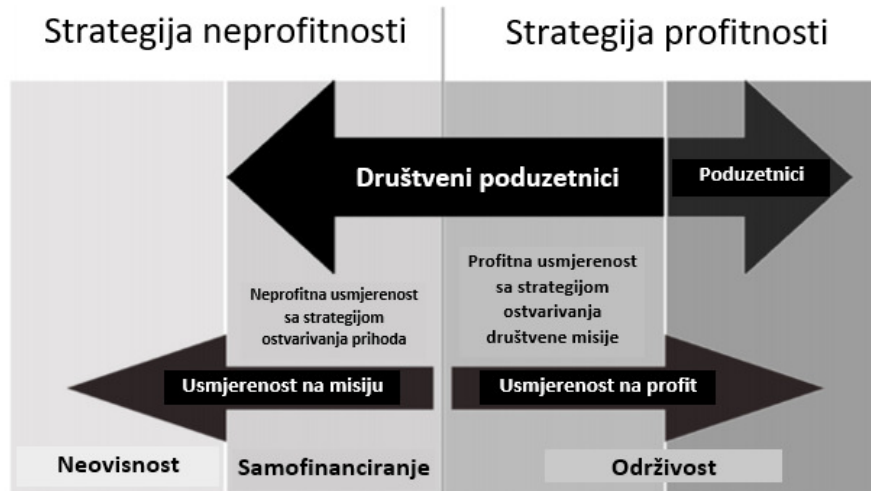 Strategija neprofitnosti
Strategija profitnosti
Društveni poduzetnici
Poduzetnici
Neprofitna usmjerenost
sa strategijom
ostvarivanja prihoda
Profitna usmjerenost
sa strategijom
ostvarivanja
društvene misije
Usmjerenost na misiju
Usmjerenost na profit
Neovisnost
Samofinanciranje
Održivost